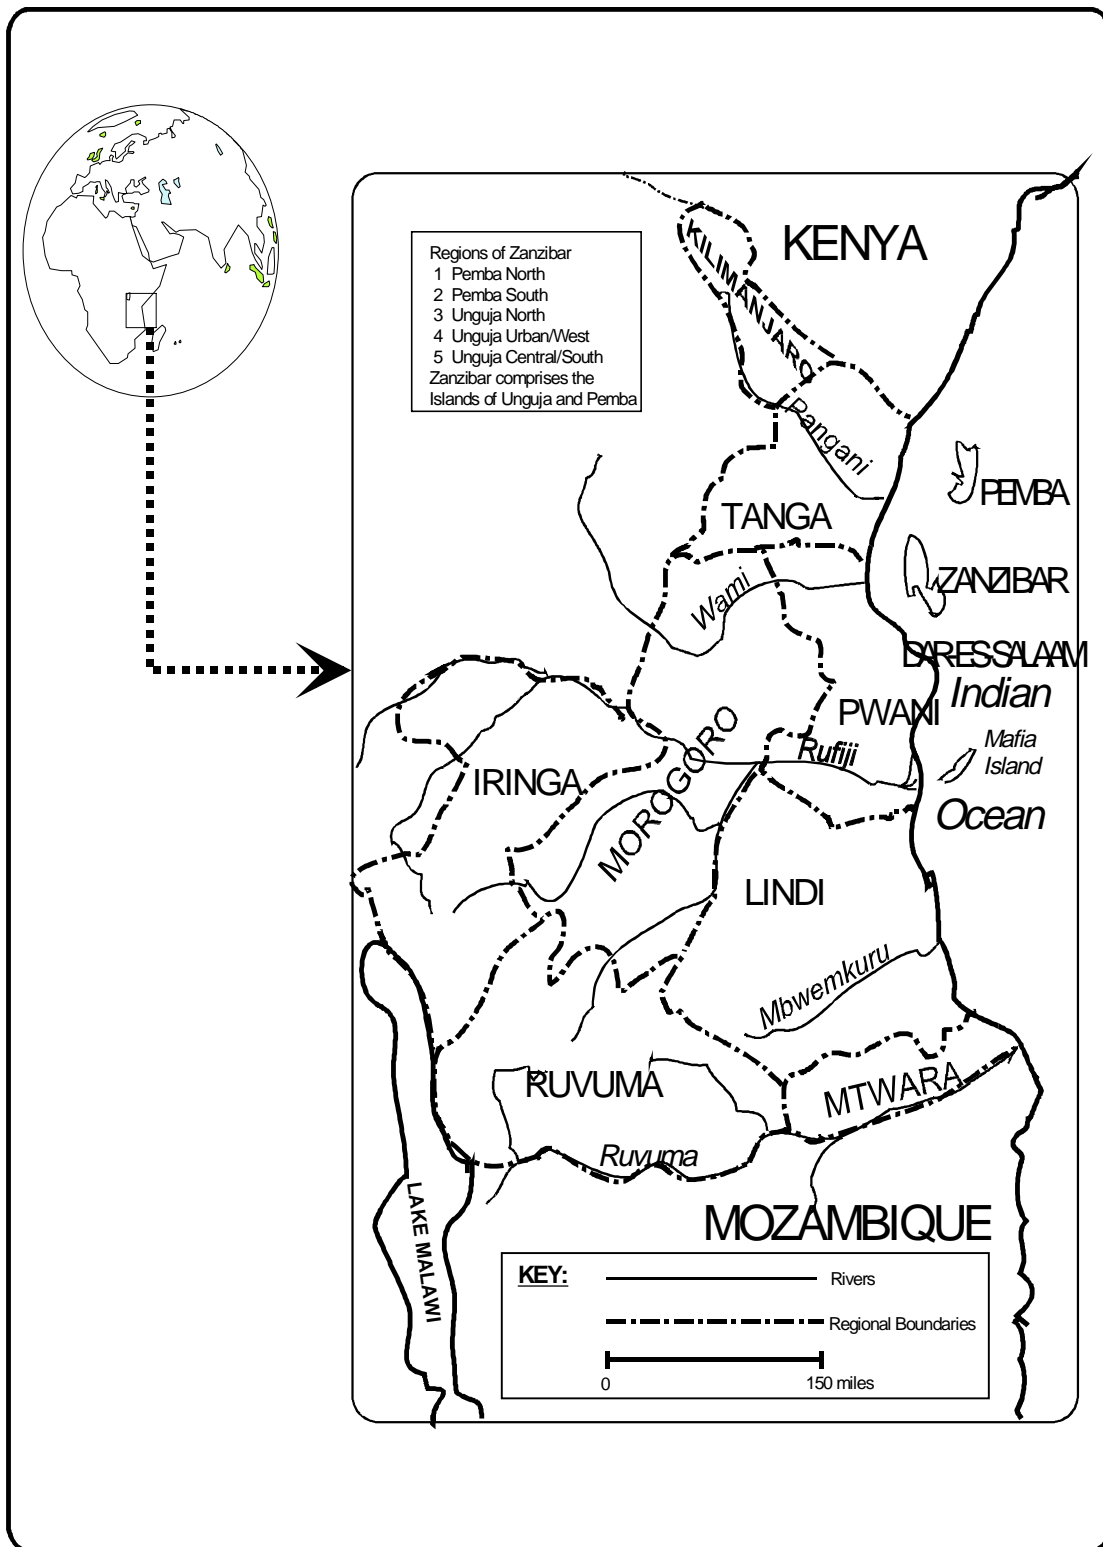 KENYA
KILIMANJARO
Regions of Zanzibar
1 Pemba North
2 Pemba South
3 Unguja North
4 Unguja Urban/West
5 Unguja Central/South
Zanzibar comprises the
Islands of Unguja and Pemba
Pangani
PEMBA
TANGA
ZANZIBAR
Wami
DAR-ES-SALAAM
Indian
PWANI
Mafia
Island
Rufiji
IRINGA
MOROGORO
Ocean
LINDI
Mbwemkuru
RUVUMA
MTWARA
Ruvuma
MOZAMBIQUE
LAKE MALAWI
KEY:
Rivers
Regional Boundaries
0 150 miles